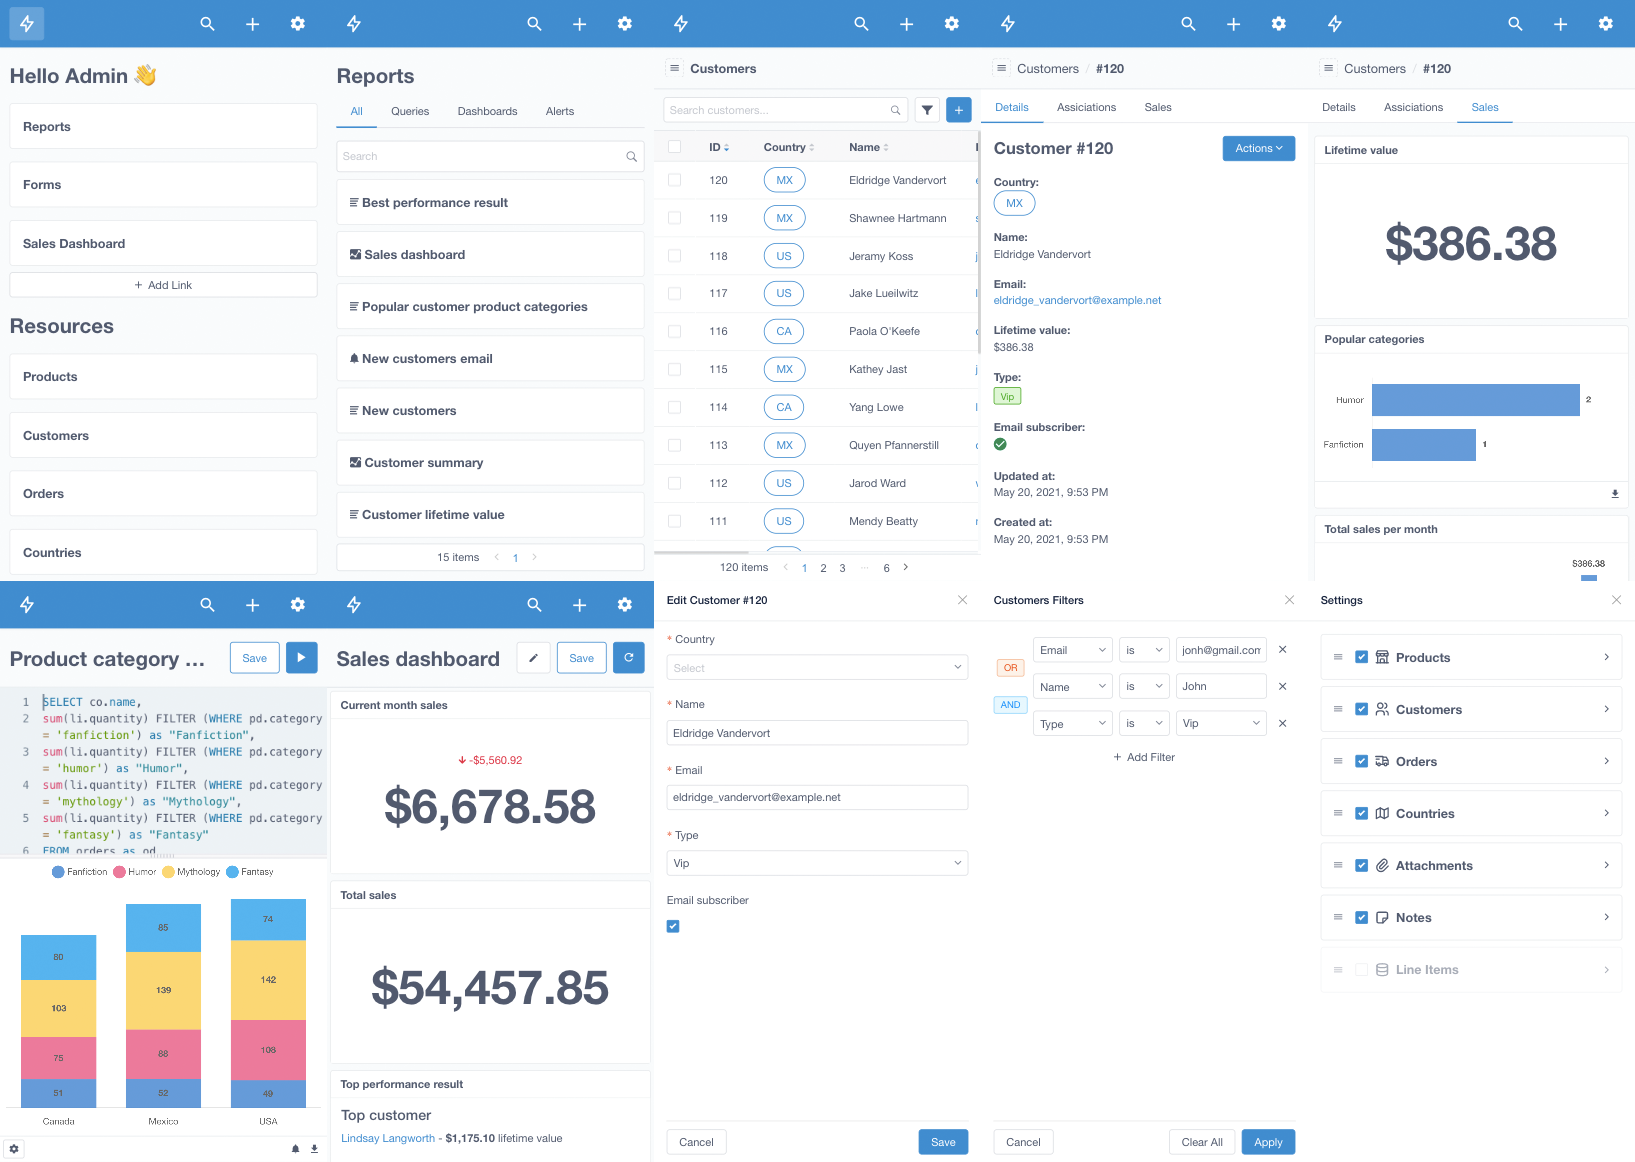 Hello Admin 👋
Reports
Forms
Sales Dashboard
+ Add Link
Resources
Products
Customers
Orders
Countries
Reports
All Queries Dashboards Alerts
Search
Best performance result
Sales dashboard
Popular customer product categories
New customers email
New customers
Customer summary
Customer lifetime value
15 items < 1 >
Customers
Search customers...
ID Country Name
120 MX Eldridge Vandervort
119 MX Shawnee Hartmann
118 US Jeramy Koss
117 US Jake Lueilwitz
116 CA Paola O'Keefe
115 MX Kathey Jast
114 CA Yang Lowe
113 MX Quyen Pfannerstill
112 US Jarod Ward
111 US Mendy Beatty
120 items < 1 2 3 ··· 6 >
Customers / #120
Details Assiciations Sales
Customer #120
Actions
Country:
MX
Name:
Eldridge Vandervort
Email:
eldridge_vandervort@example.net
Lifetime value:
$386.38
Type:
Vip
Email subscriber:
Updated at:
May 20, 2021, 9:53 PM
Created at:
May 20, 2021, 9:53 PM
Customers / #120
Details Assiciations Sales
Lifetime value
$386.38
Popular categories
Humor 2
Fanfiction 1
Total sales per month
$386.38
Product category ...
Save
1 SELECT co.name,
2 sum(li.quantity) FILTER (WHERE pd.category
= 'fanfiction') as "Fanfiction",
3 sum(li.quantity) FILTER (WHERE pd.category
= 'humor') as "Humor",
4 sum(li.quantity) FILTER (WHERE pd.category
= 'mythology') as "Mythology",
5 sum(li.quantity) FILTER (WHERE pd.category
= 'fantasy') as "Fantasy"
6 FROM orders as od
Fanfiction Humor Mythology Fantasy
80 85 74
103 139 142
75 88 108
51 52 49
Canada Mexico USA
Sales dashboard
Save
Current month sales
-$5,560.92
$6,678.58
Total sales
$54,457.85
Top performance result
Top customer
Lindsay Langworth - $1,175.10 lifetime value
Edit Customer #120
* Country
Select
* Name
Eldridge Vandervort
* Email
eldridge_vandervort@example.net
* Type
Vip
Email subscriber
Cancel Save
Customers Filters
Email is jonh@gmail.com
OR
Name is John
AND
Type is Vip
+ Add Filter
Cancel Clear All Apply
Settings
Products
Customers
Orders
Countries
Attachments
Notes
Line Items